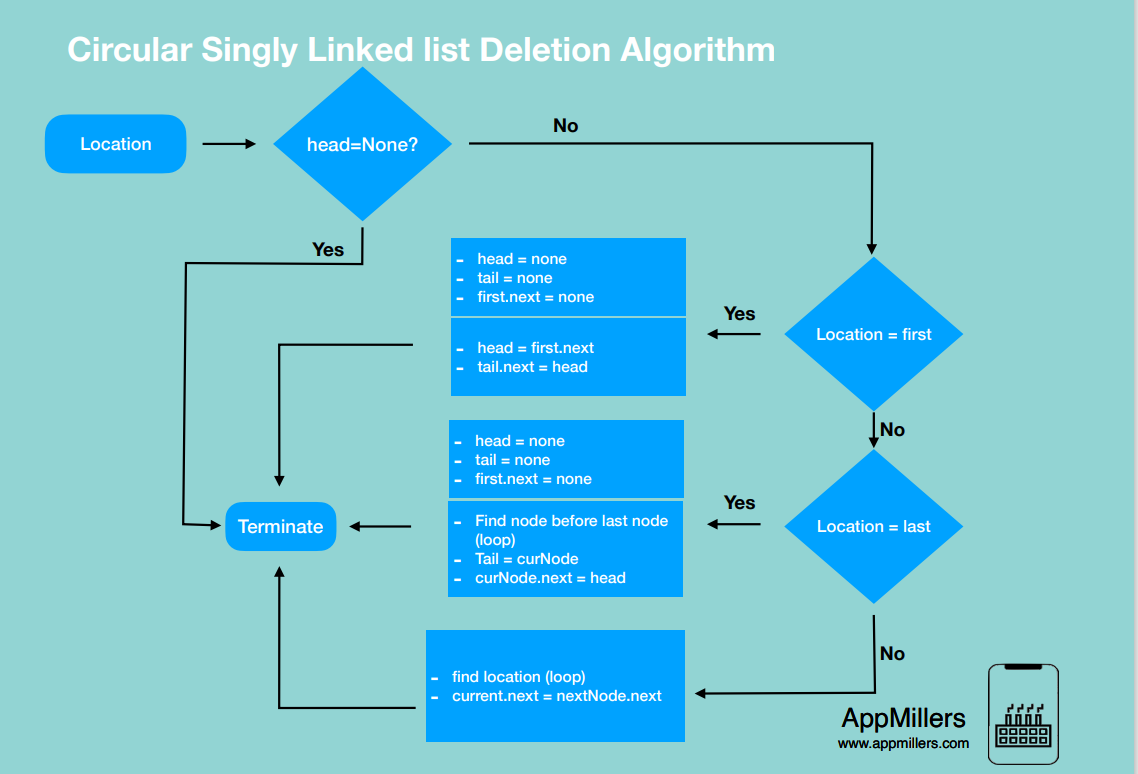 Circular Singly Linked list Deletion Algorithm
Location
head=None?
No
Yes
- head = none
- tail = none
- first.next = none
- head = first.next
- tail.next = head
Yes
Location = first
No
- head = none
- tail = none
- first.next = none
- Find node before last node
(loop)
- Tail = curNode
- curNode.next = head
Yes
Location = last
Terminate
No
- find location (loop)
- current.next = nextNode.next
AppMillers
www.appmillers.com